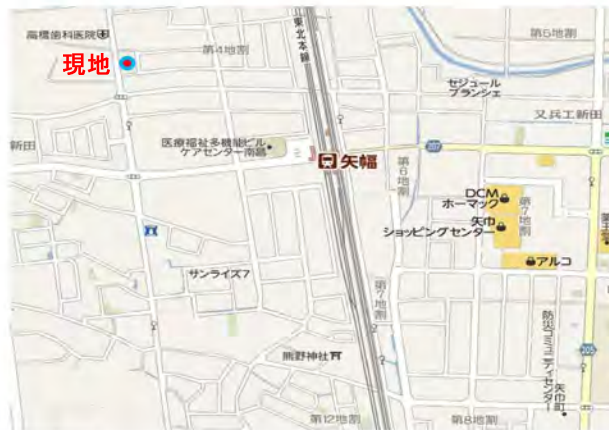 高橋歯科医院
現地
第4地割
東北本線
第5地割
セジュール
ブランシェ
又兵工新田
新田
医療福祉多機能ビル
ケアセンター南昌
矢幅
207
第6地割
DCM
ホーマック
第7地割
矢巾
ショッピングセンター
アルコ
サンライズ7
第7地割
205
熊野神社
防災コミュニティセンター
矢巾町
第12地割
第8地割